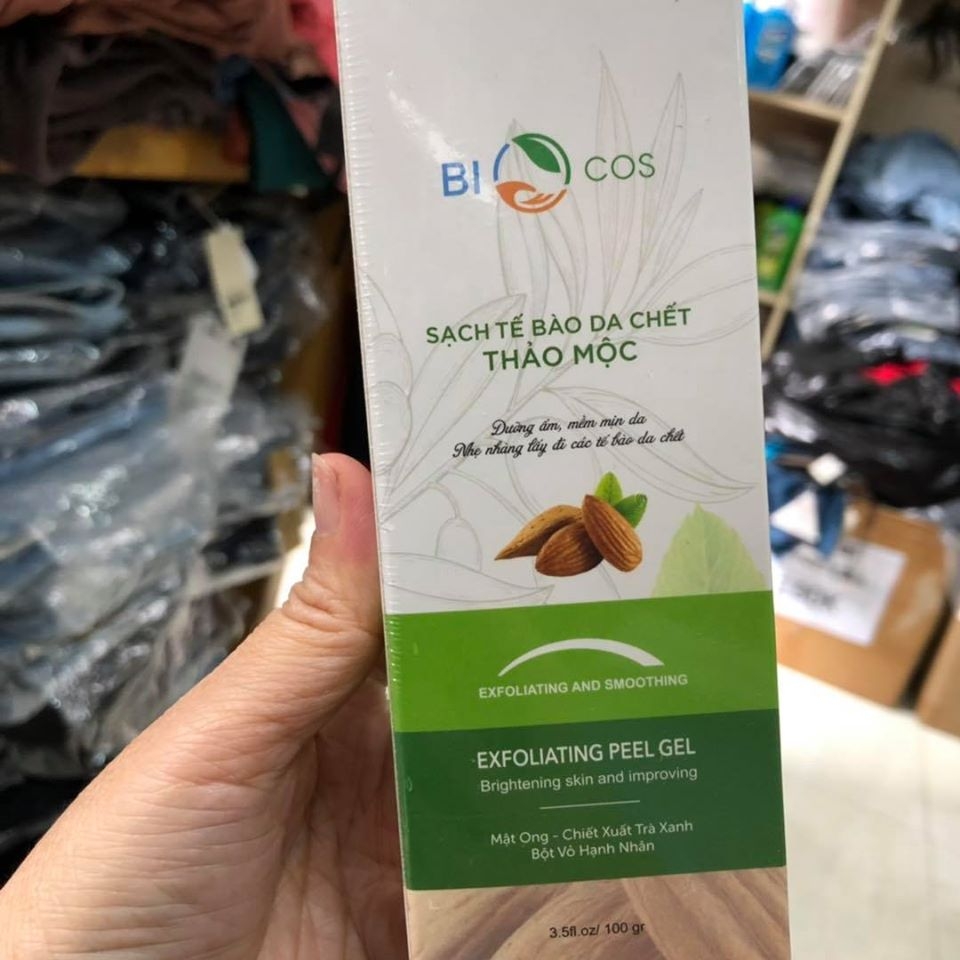 BI COS
SẠCH TẾ BÀO DA CHẾT
THẢO MỘC
Dưỡng ẩm, mềm mịn da
Nhẹ nhàng lấy đi các tế bào da chết
EXFOLIATING AND SMOOTHING
EXFOLIATING PEEL GEL
Brightening skin and improving
Mật Ong - Chiết Xuất Trà Xanh
Bột Vỏ Hạnh Nhân
3.5fl.oz/ 100 gr